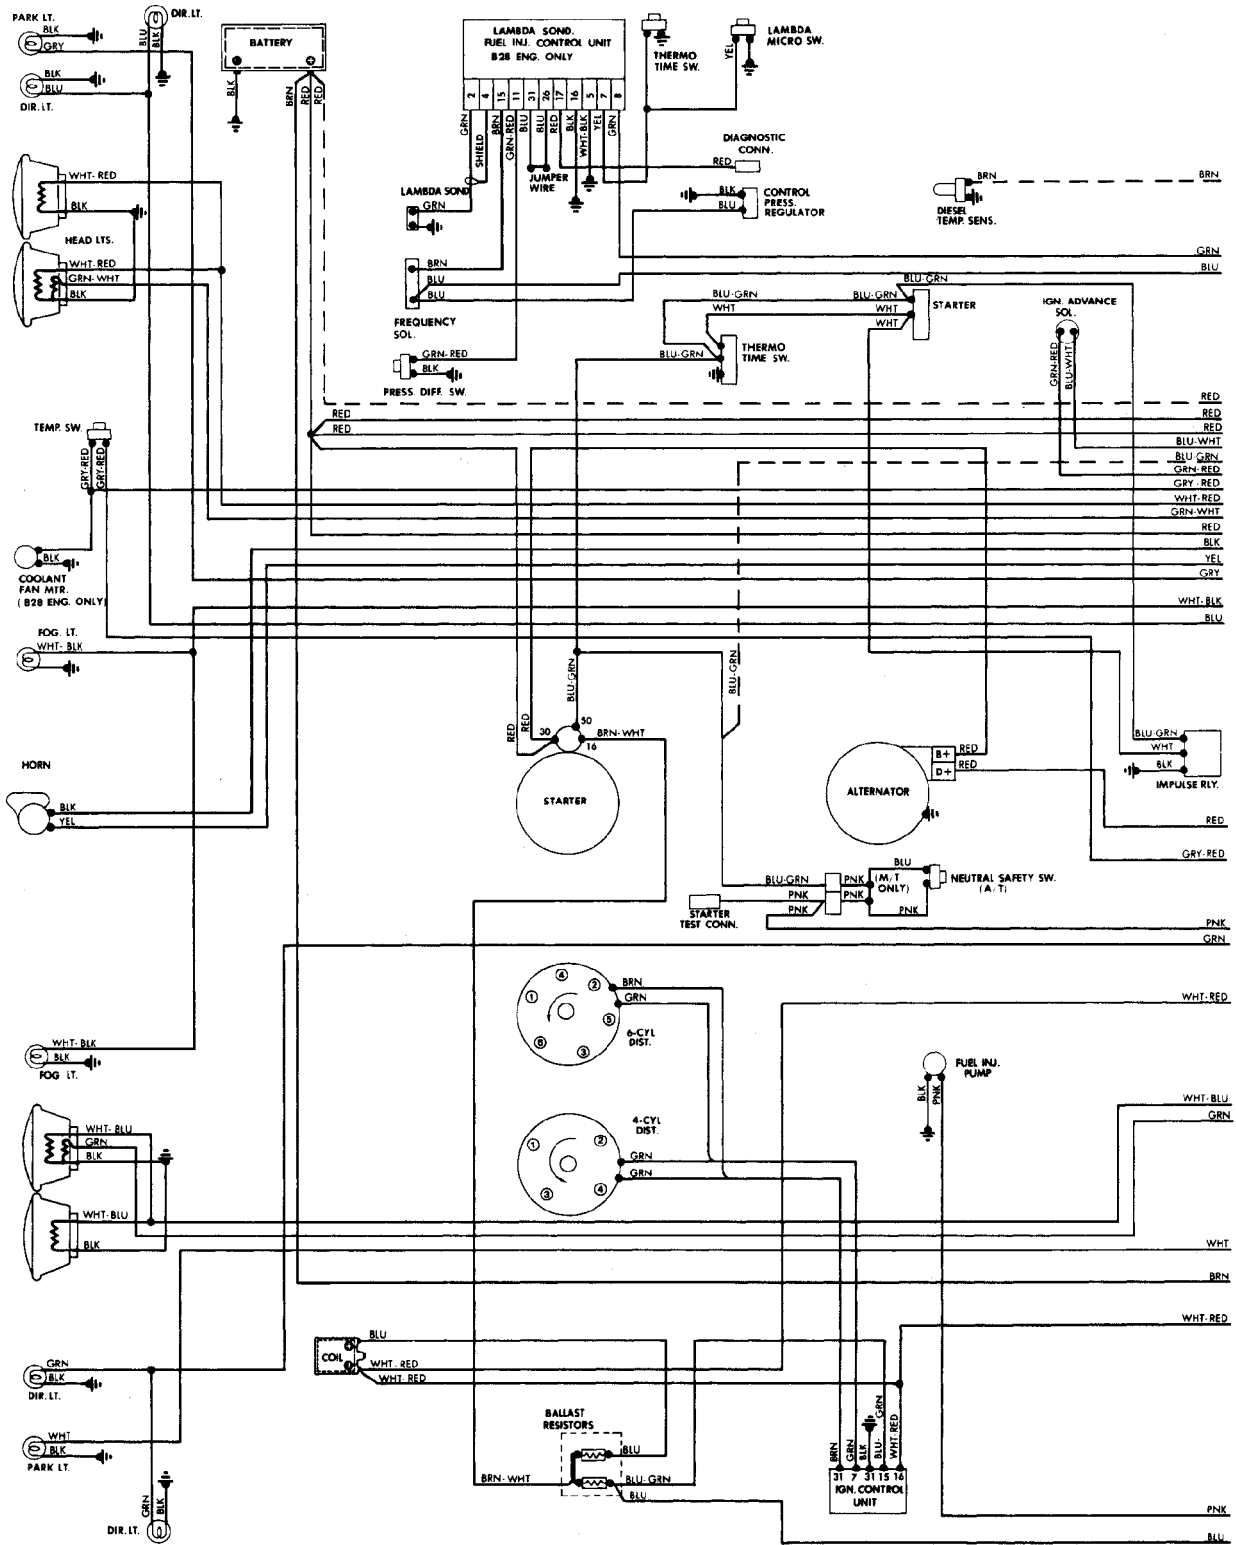 PARK LT.
BLK
GRY
DIR. LT.
BLU
BLK
BLK
BLU
DIR. LT.
BATTERY
BLK
BRN
RED
RED
LAMBDA SOND.
FUEL INJ. CONTROL UNIT
B28 ENG. ONLY
2 4 15 11 31 26 17 16 5 7 8
GRN
SHIELD
BRN
GRN-RED
BLU
BLU
RED
BLK
WHT-BLK
YEL
GRN
JUMPER
WIRE
THERMO
TIME SW.
YEL
LAMBDA
MICRO SW.
DIAGNOSTIC
CONN.
RED
BLK
BLU
CONTROL
PRESS.
REGULATOR
BRN
DIESEL
TEMP. SENS.
BRN
WHT-RED
BLK
HEAD LTS.
WHT-RED
GRN-WHT
BLK
LAMBDA SOND
GRN
BRN
BLU
BLU
FREQUENCY
SOL.
GRN-RED
BLK
PRESS. DIFF. SW.
GRN
BLU
BLU-GRN
BLU-GRN
WHT
BLU-GRN
WHT
WHT
STARTER
IGN. ADVANCE
SOL.
GRN-RED
BLU-WHT
BLU-GRN
THERMO
TIME SW.
TEMP. SW.
GRY-RED
GRY-RED
RED
RED
RED
RED
RED
BLU-WHT
BLU-GRN
GRN-RED
GRY-RED
WHT-RED
GRN-WHT
RED
BLK
YEL
GRY
WHT-BLK
BLU
BLK
COOLANT
FAN MTR.
(B28 ENG. ONLY)
FOG. LT.
WHT-BLK
BLU-GRN
BLU-GRN
RED
RED
30
50
16
BRN-WHT
STARTER
B+
RED
D+
RED
ALTERNATOR
BLU-GRN
WHT
BLK
IMPULSE RLY.
HORN
BLK
YEL
RED
GRY-RED
BLU-GRN
PNK
PNK
PNK
PNK
STARTER
TEST CONN.
BLU
(M/T
ONLY)
PNK
NEUTRAL SAFETY SW.
(A/T)
PNK
GRN
1 4 2 5 3 6
BRN
GRN
6-CYL
DIST.
WHT-RED
WHT-BLK
BLK
FOG LT.
FUEL INJ.
PUMP
BLK
PNK
WHT-BLU
GRN
WHT-BLU
GRN
BLK
1 2 4 3
4-CYL
DIST.
GRN
GRN
WHT-BLU
BLK
WHT
BRN
WHT-RED
COIL
BLU
WHT-RED
WHT-RED
GRN
BLK
DIR. LT.
WHT
BLK
PARK LT.
GRN
BLK
DIR. LT.
BALLAST
RESISTORS
BLU
BRN-WHT
BLU-GRN
BLU
BRN
GRN
BLK
BLU-GRN
WHT-RED
31 7 31 15 16
IGN. CONTROL
UNIT
PNK
BLU